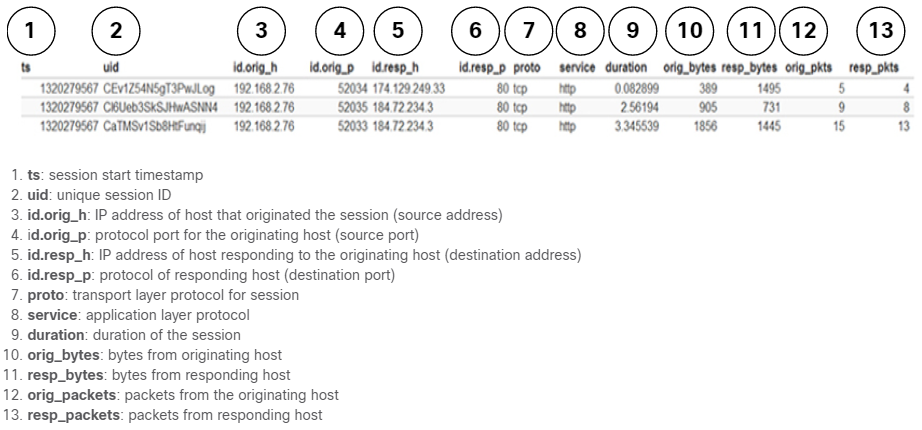 1 2 3 4 5 6 7 8 9 10 11 12 13
ts uid id.orig_h id.orig_p id.resp_h id.resp_p proto service duration orig_bytes resp_bytes orig_pkts resp_pkts
1320279567 CEv1Z54N5gT3PwJLog 192.168.2.76 52034 174.129.249.33 80 tcp http 0.082899 389 1495 5 4
1320279567 Cl6Ueb3SkSJHwASNN4 192.168.2.76 52035 184.72.234.3 80 tcp http 2.56194 905 731 9 8
1320279567 CaTMSv1Sb8HtFunqij 192.168.2.76 52033 184.72.234.3 80 tcp http 3.345539 1856 1445 15 13
1. ts: session start timestamp
2. uid: unique session ID
3. id.orig_h: IP address of host that originated the session (source address)
4. id.orig_p: protocol port for the originating host (source port)
5. id.resp_h: IP address of host responding to the originating host (destination address)
6. id.resp_p: protocol of responding host (destination port)
7. proto: transport layer protocol for session
8. service: application layer protocol
9. duration: duration of the session
10. orig_bytes: bytes from originating host
11. resp_bytes: bytes from responding host
12. orig_packets: packets from the originating host
13. resp_packets: packets from responding host